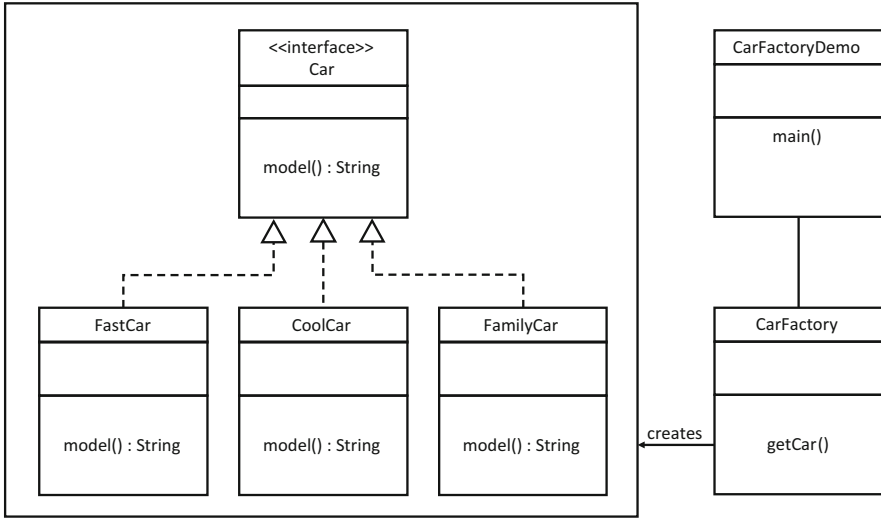 <<interface>>
Car
model() : String
CarFactoryDemo
main()
FastCar
model() : String
CoolCar
model() : String
FamilyCar
model() : String
creates
CarFactory
getCar()